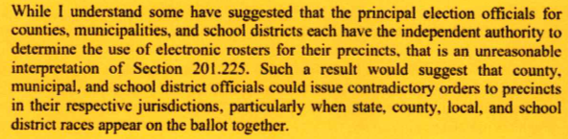 While I understand some have suggested that the principal election officials for
counties, municipalities, and school districts each have the independent authority to
determine the use of electronic rosters for their precincts, that is an unreasonable
interpretation of Section 201.225. Such a result would suggest that county,
municipal, and school district officials could issue contradictory orders to precincts
in their respective jurisdictions, particularly when state, county, local, and school
district races appear on the ballot together.